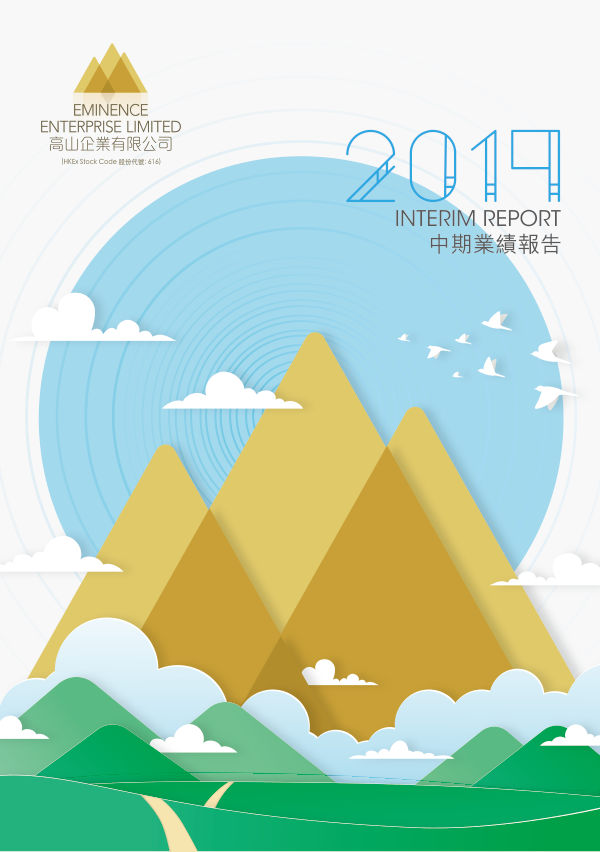 EMINENCE
ENTERPRISE LIMITED
高山企業有限公司
(HKEx Stock Code 股份代號: 616)
2019
INTERIM REPORT
中期業績報告